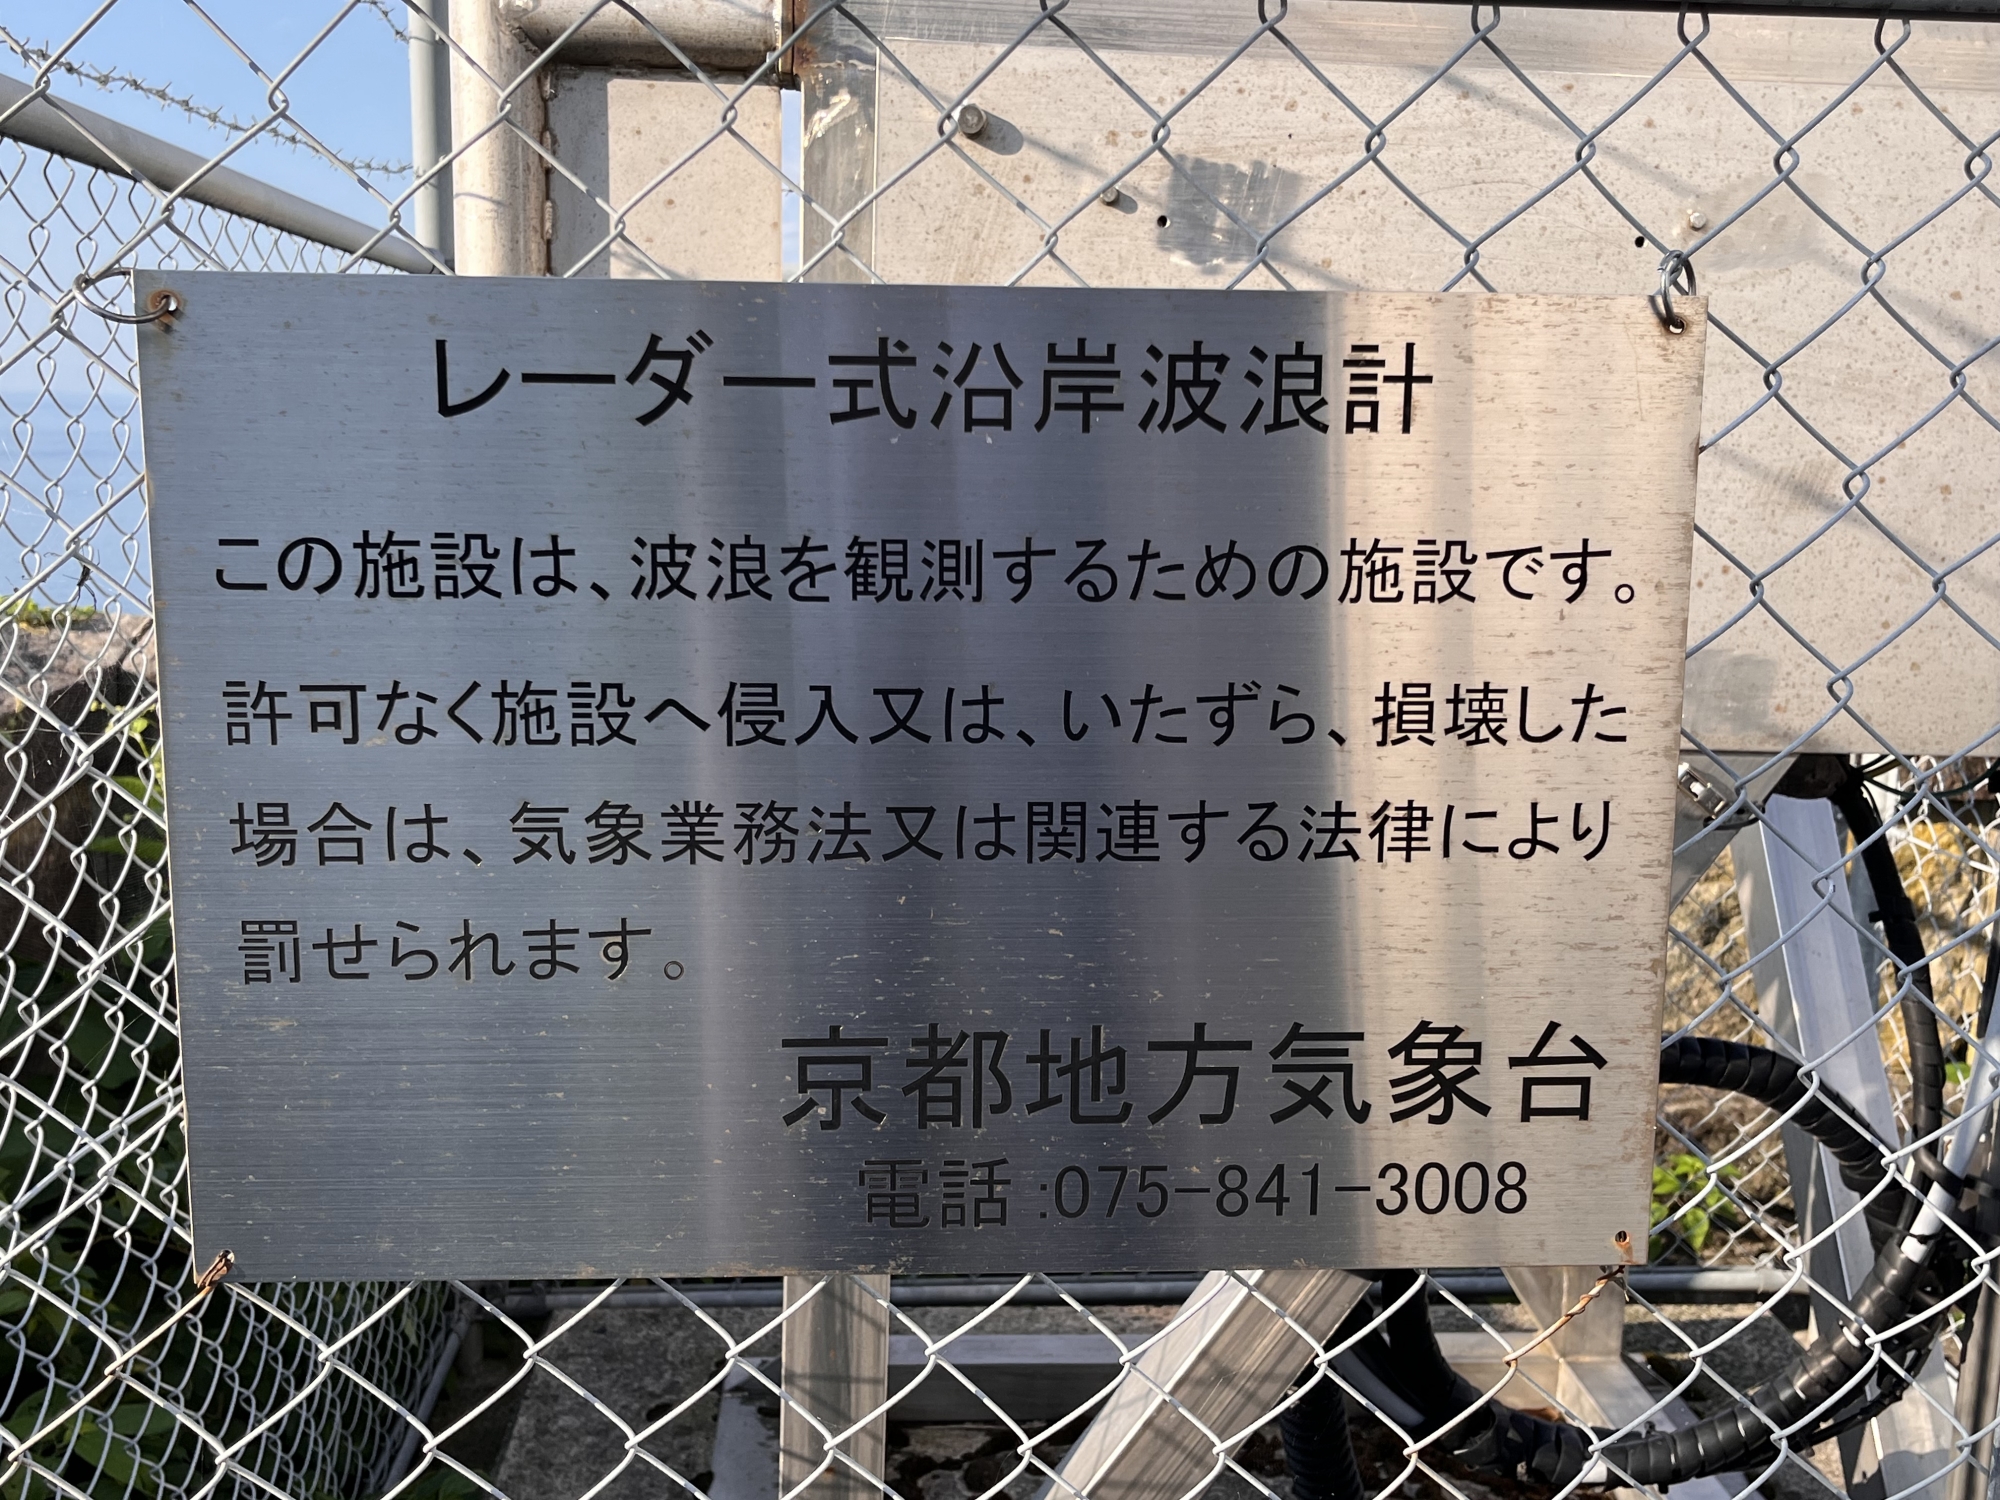 レーダー式沿岸波浪計
この施設は、波浪を観測するための施設です。
許可なく施設へ侵入又は、いたずら、損壊した
場合は、気象業務法又は関連する法律により
罰せられます。
京都地方気象台
電話:075-841-3008